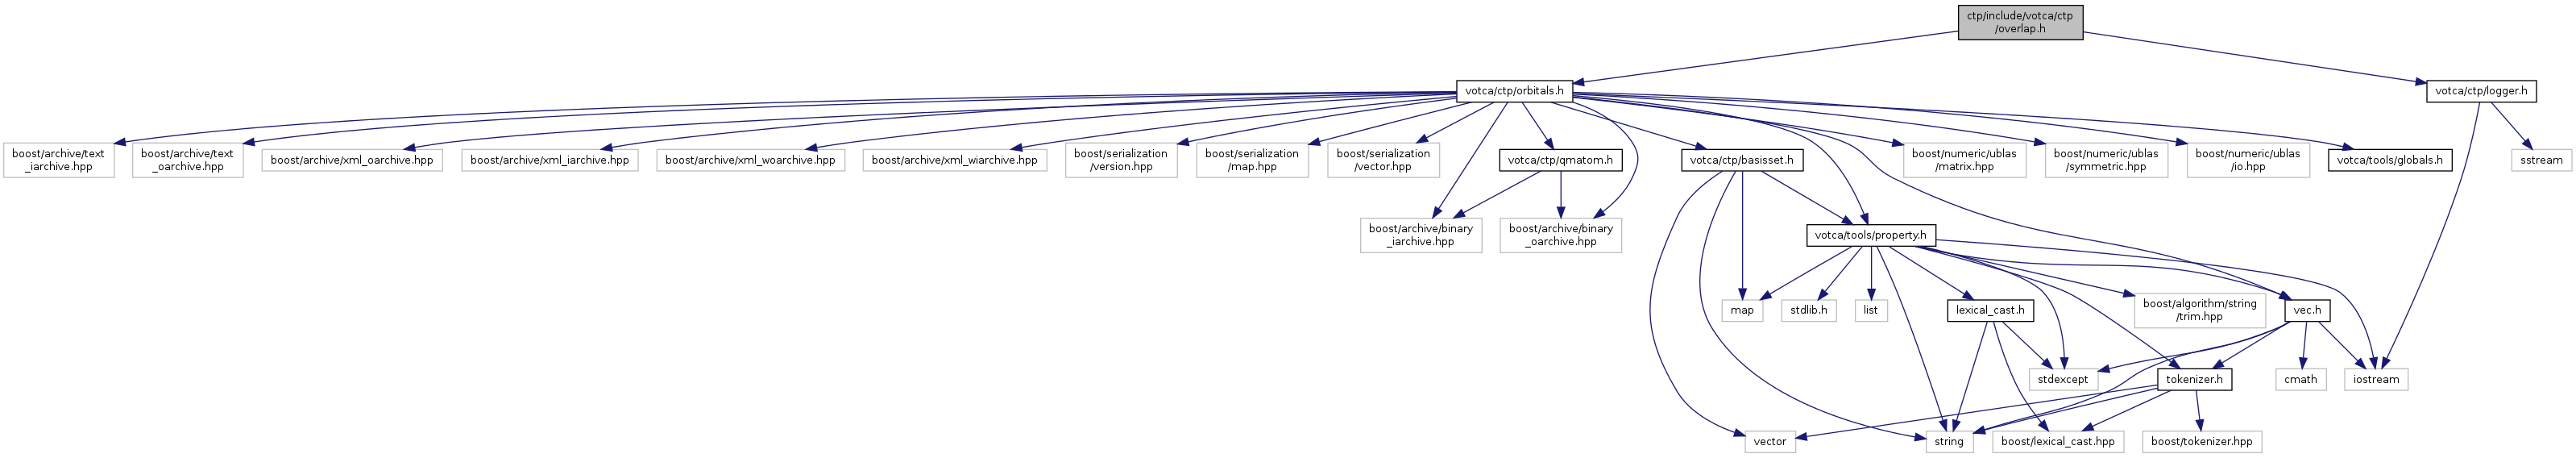 ctp/include/votca/ctp
/overlap.h
votca/ctp/orbitals.h
votca/ctp/logger.h
boost/archive/text
_iarchive.hpp
boost/archive/text
_oarchive.hpp
boost/archive/xml_oarchive.hpp
boost/archive/xml_iarchive.hpp
boost/archive/xml_woarchive.hpp
boost/archive/xml_wiarchive.hpp
boost/serialization
/version.hpp
boost/serialization
/map.hpp
boost/serialization
/vector.hpp
votca/ctp/qmatom.h
votca/ctp/basisset.h
boost/numeric/ublas
/matrix.hpp
boost/numeric/ublas
/symmetric.hpp
boost/numeric/ublas
/io.hpp
votca/tools/globals.h
sstream
boost/archive/binary
_iarchive.hpp
boost/archive/binary
_oarchive.hpp
votca/tools/property.h
map
stdlib.h
list
lexical_cast.h
boost/algorithm/string
/trim.hpp
vec.h
stdexcept
tokenizer.h
cmath
iostream
vector
string
boost/lexical_cast.hpp
boost/tokenizer.hpp